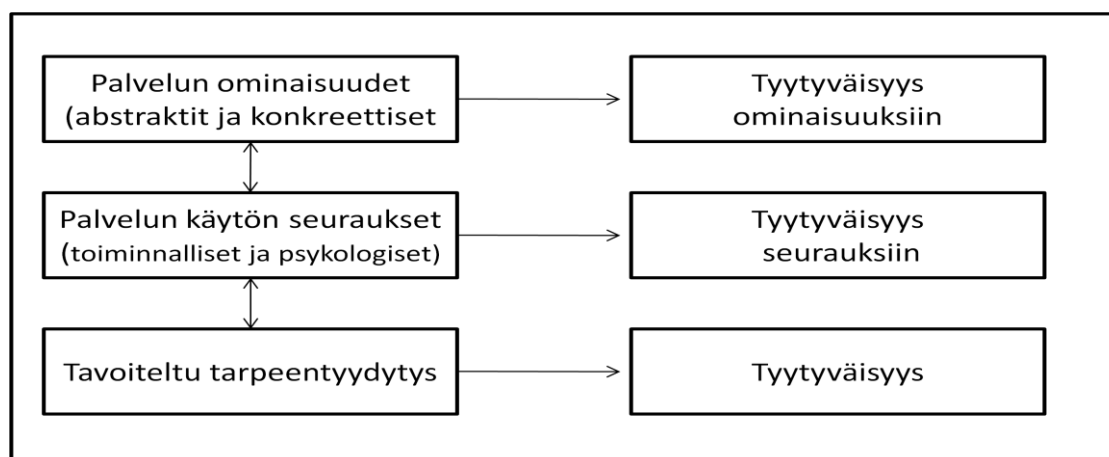 Palvelun ominaisuudet
(abstraktit ja konkreettiset
Tyytyväisyys
ominaisuuksiin
Palvelun käytön seuraukset
(toiminnalliset ja psykologiset)
Tyytyväisyys
seurauksiin
Tavoiteltu tarpeentyydytys
Tyytyväisyys